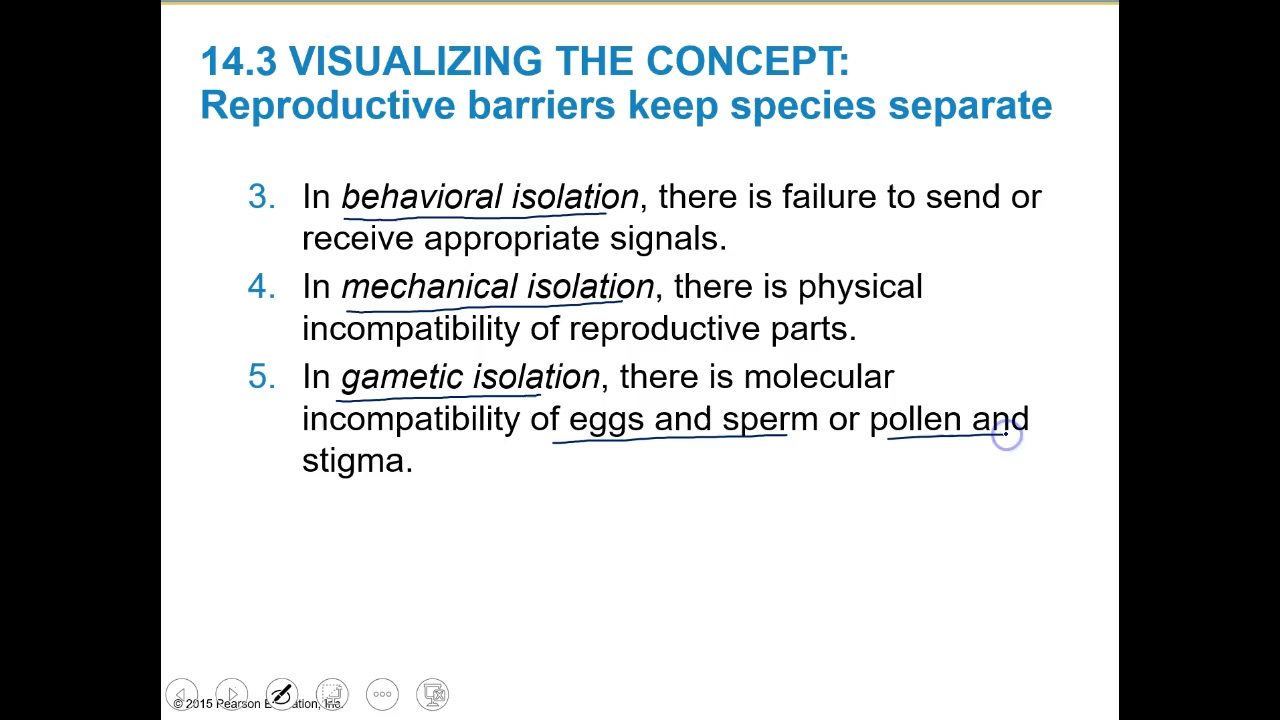 14.3 VISUALIZING THE CONCEPT:
Reproductive barriers keep species separate
3. In behavioral isolation, there is failure to send or
receive appropriate signals.
4. In mechanical isolation, there is physical
incompatibility of reproductive parts.
5. In gametic isolation, there is molecular
incompatibility of eggs and sperm or pollen and
stigma.
© 2015 Pearson Inc.